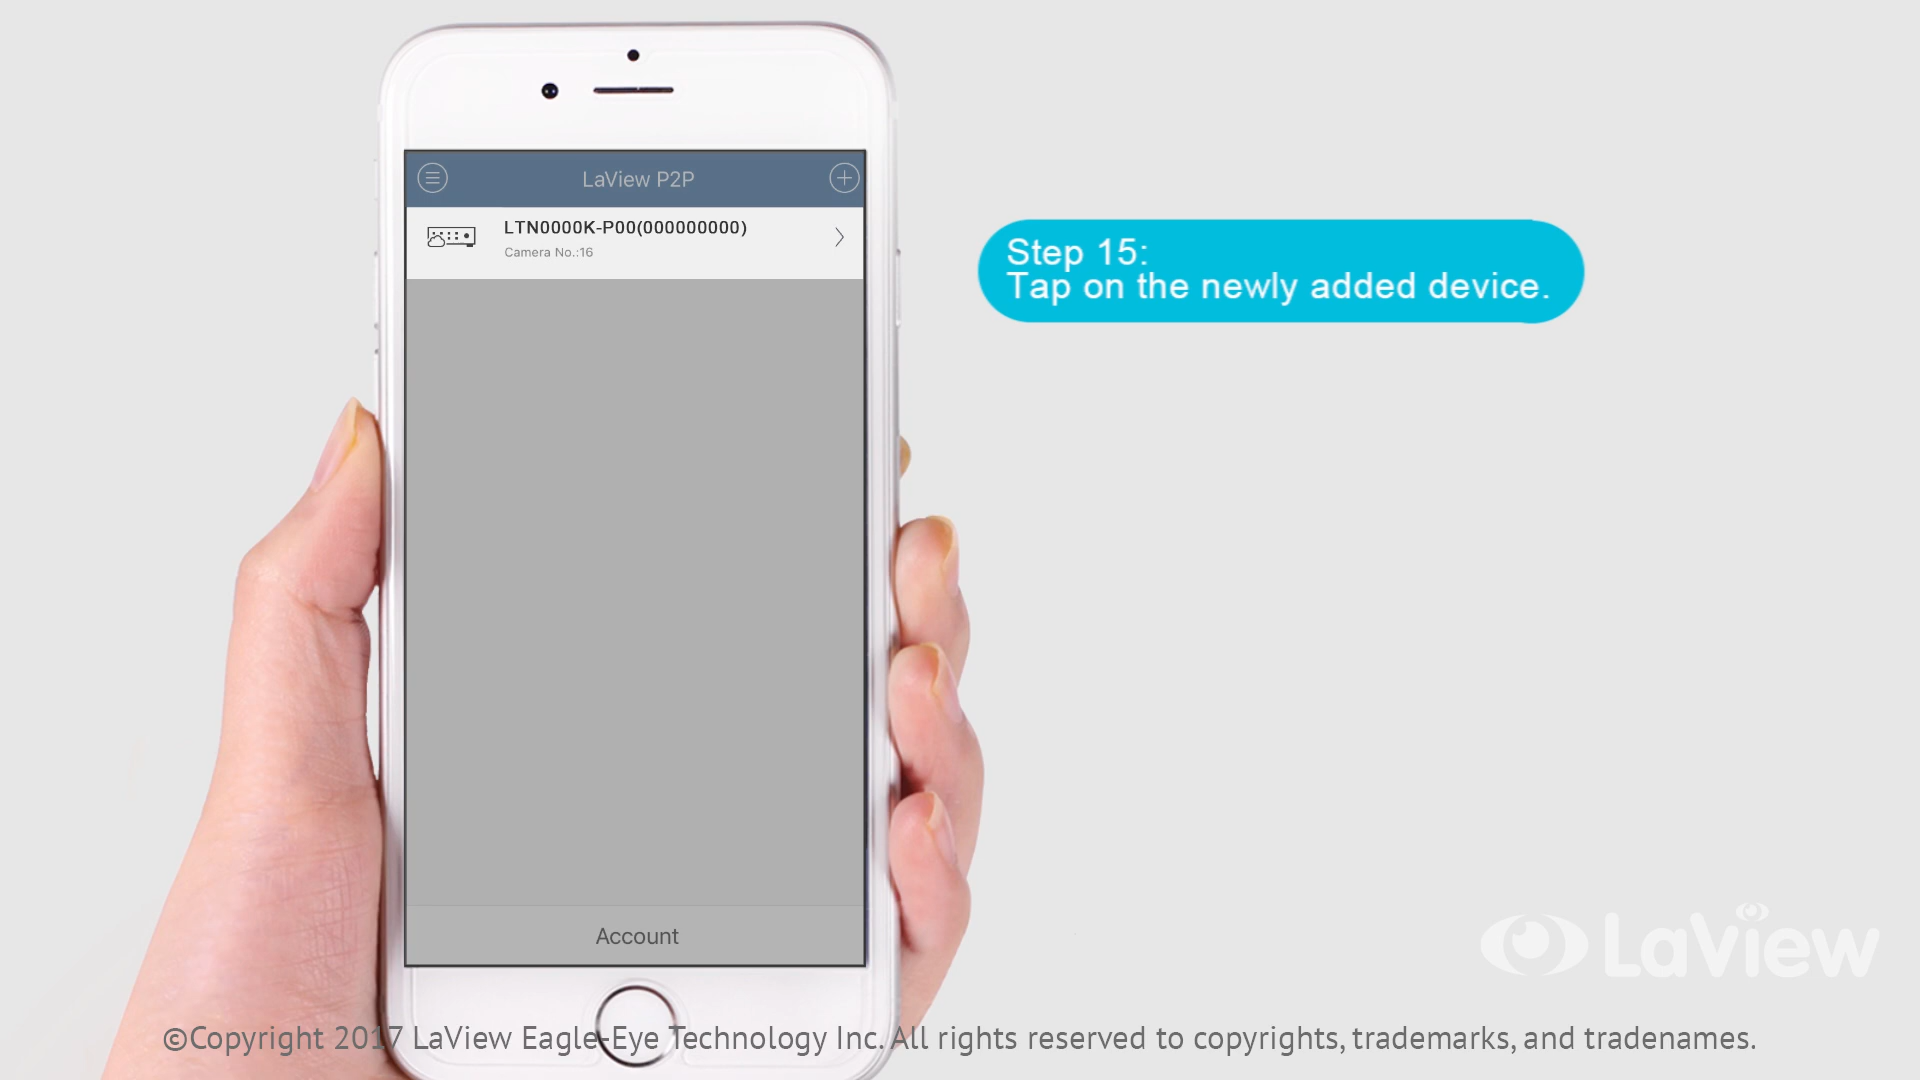 LaView P2P
LTN0000K-P00(000000000)
Camera No.:16
Account
Step 15:
Tap on the newly added device.
LaView
©Copyright 2017 LaView Eagle-Eye Technology Inc. All rights reserved to copyrights, trademarks, and tradenames.